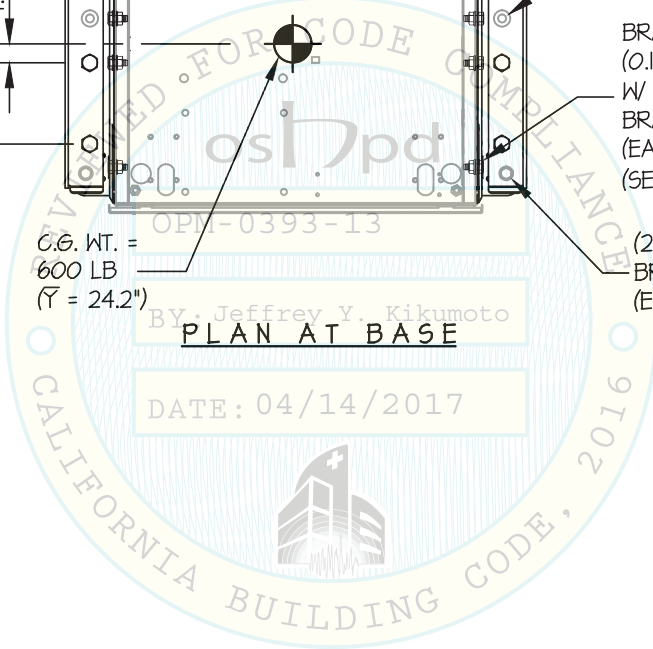 REVIEWED FOR CODE COMPLIANCE
oshpd
OPM-0393-13
BY: Jeffrey Y. Kikumoto
DATE: 04/14/2017
CALIFORNIA BUILDING CODE, 2016
C.G. WT. =
600 LB
(Y̅ = 24.2")
PLAN AT BASE
W/